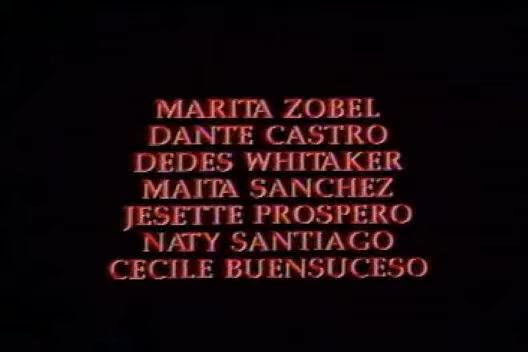 MARITA ZOBEL
DANTE CASTRO
DEDES WHITAKER
MAITA SANCHEZ
JESETTE PROSPERO
NATY SANTIAGO
CECILE BUENSUCESO